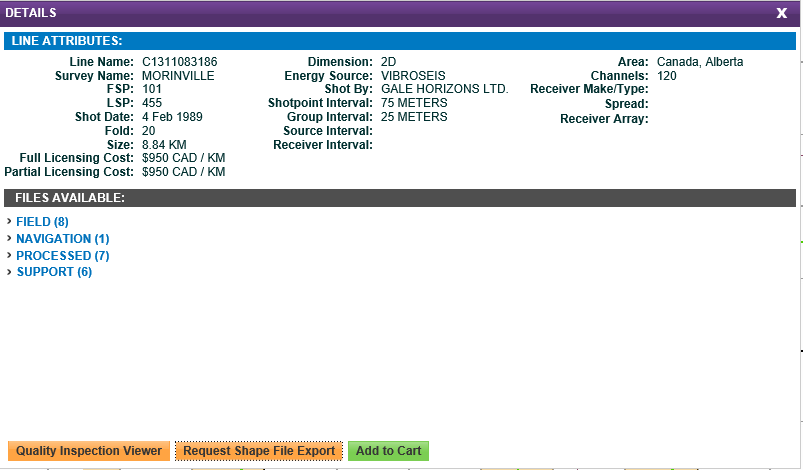 DETAILS X
LINE ATTRIBUTES:
Line Name: C1311083186 Dimension: 2D Area: Canada, Alberta
Survey Name: MORINVILLE Energy Source: VIBROSEIS Channels: 120
FSP: 101 Shot By: GALE HORIZONS LTD. Receiver Make/Type:
LSP: 455 Shotpoint Interval: 75 METERS Spread:
Shot Date: 4 Feb 1989 Group Interval: 25 METERS Receiver Array:
Fold: 20 Source Interval:
Size: 8.84 KM Receiver Interval:
Full Licensing Cost: $950 CAD / KM
Partial Licensing Cost: $950 CAD / KM
FILES AVAILABLE:
› FIELD (8)
› NAVIGATION (1)
› PROCESSED (7)
› SUPPORT (6)
Quality Inspection Viewer Request Shape File Export Add to Cart